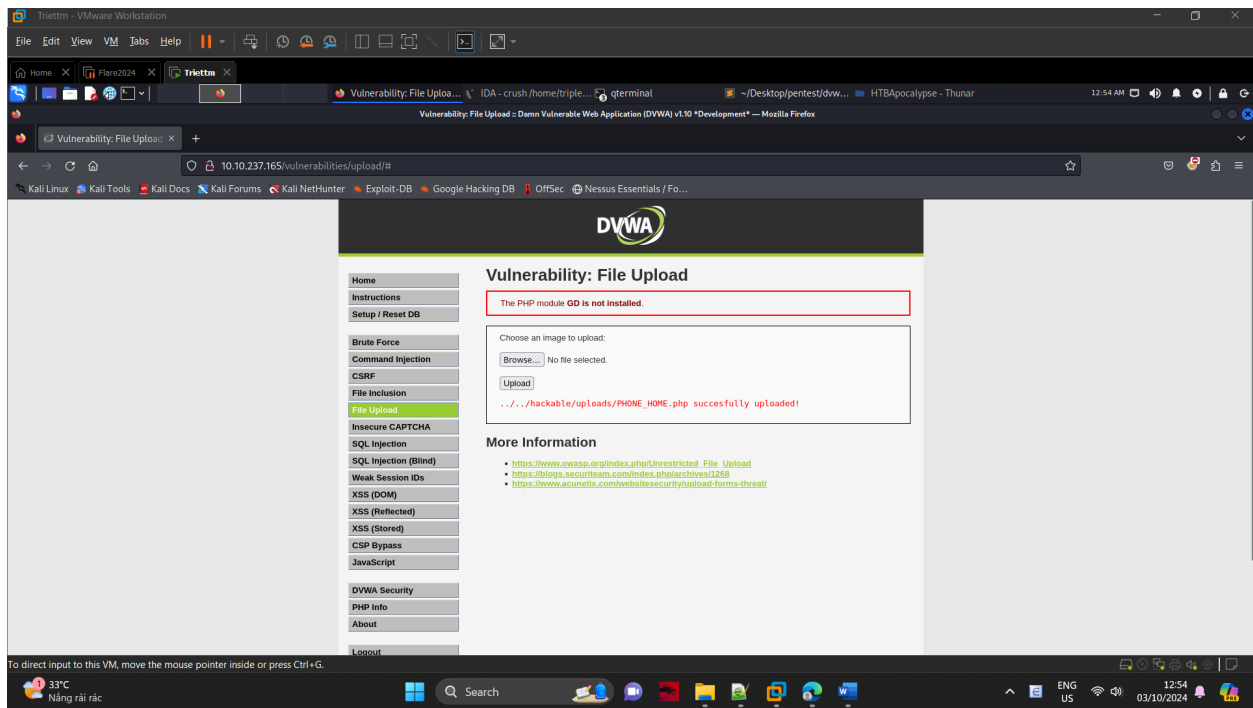 Triettm - VMware Workstation
File Edit View VM Tabs Help
Home Flare2024 Triettm
Vulnerability: File Uploa... IDA - crush /home/triple... qterminal ~/Desktop/pentest/dvw... HTBApocalypse - Thunar 12:54 AM
Vulnerability: File Upload :: Damn Vulnerable Web Application (DVWA) v1.10 *Development* — Mozilla Firefox
Vulnerability: File Upload
10.10.237.165/vulnerabilities/upload/#
Kali Linux Kali Tools Kali Docs Kali Forums Kali NetHunter Exploit-DB Google Hacking DB OffSec Nessus Essentials / Fo...
DVWA
Home
Instructions
Setup / Reset DB
Brute Force
Command Injection
CSRF
File Inclusion
File Upload
Insecure CAPTCHA
SQL Injection
SQL Injection (Blind)
Weak Session IDs
XSS (DOM)
XSS (Reflected)
XSS (Stored)
CSP Bypass
JavaScript
DVWA Security
PHP Info
About
Logout
Vulnerability: File Upload
The PHP module GD is not installed.
Choose an image to upload:
Browse... No file selected.
Upload
../../hackable/uploads/PHONE_HOME.php succesfully uploaded!
More Information
https://www.owasp.org/index.php/Unrestricted_File_Upload
https://blogs.securiteam.com/index.php/archives/1268
https://www.acunetix.com/websitesecurity/upload-forms-threat/
To direct input to this VM, move the mouse pointer inside or press Ctrl+G.
1 33°C
Nắng rải rác
Search
ENG
US
12:54
03/10/2024